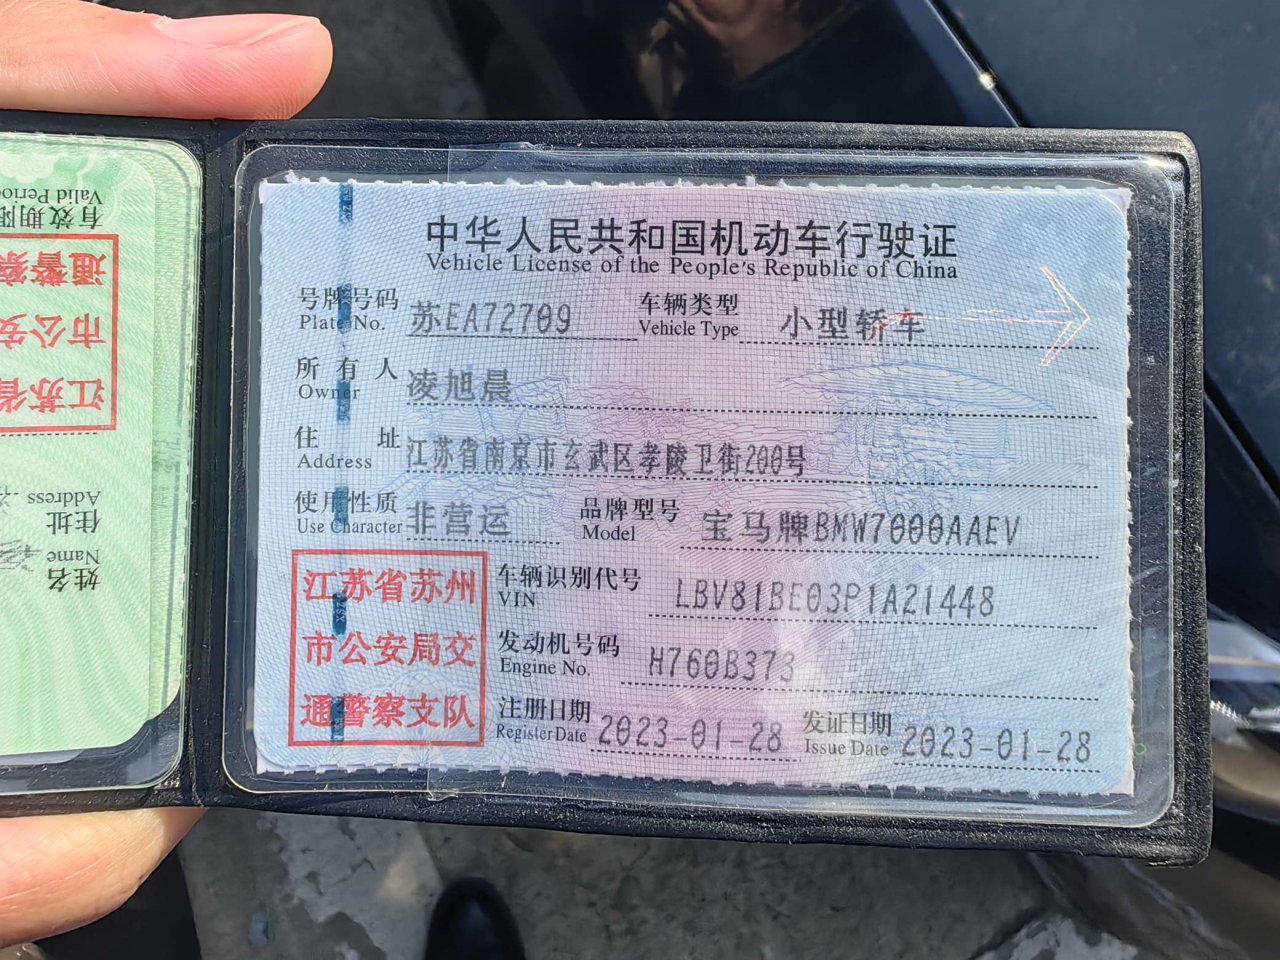 中华人民共和国机动车行驶证
Vehicle License of the People's Republic of China
号牌号码 苏EA72709 车辆类型 小型轿车
Plate No. Vehicle Type
所有人 凌旭晨
Owner
住址 江苏省南京市玄武区孝陵卫街200号
Address
使用性质 非营运 品牌型号 宝马牌BMW7000AAEV
Use Character Model
江苏省苏州
市公安局交
通警察支队
车辆识别代号 LBV81BE03P1A21448
VIN
发动机号码 H760B373
Engine No.
注册日期 2023-01-28 发证日期 2023-01-28
Register Date Issue Date
姓名
Name
住址
Address
江苏省
市公安
通警察
有效期限
Valid Perio